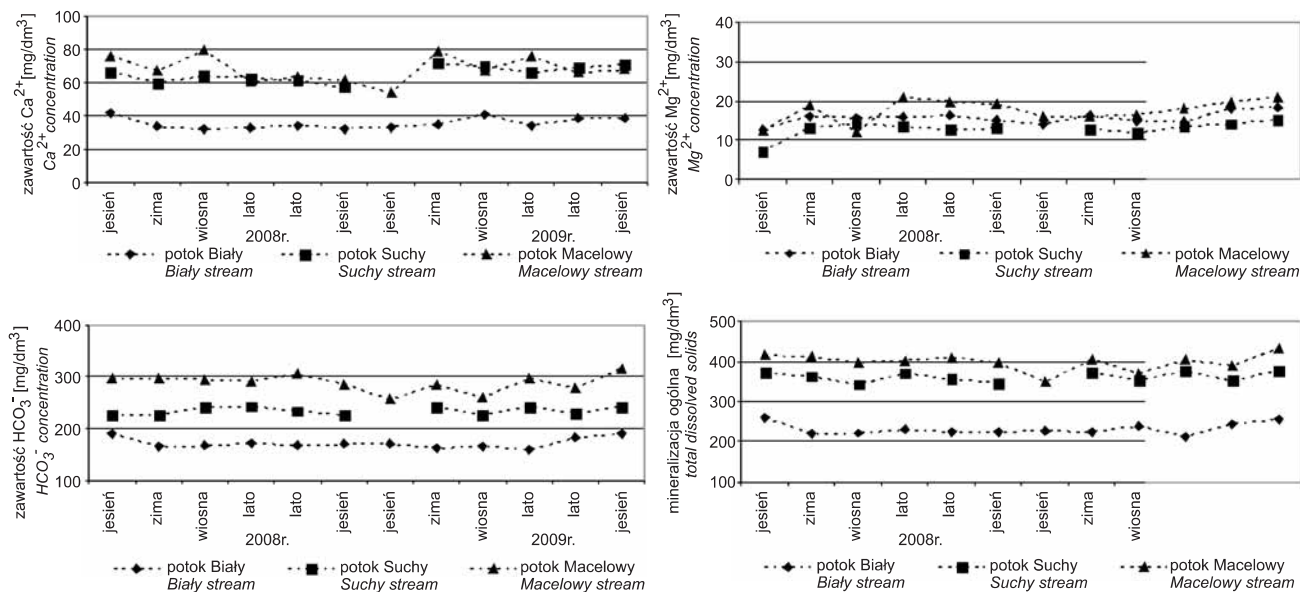 zawartość Ca2+ [mg/dm3]
Ca2+ concentration
100
80
60
40
20
0
jesień
zima
wiosna
lato
lato
jesień
jesień
zima
wiosna
lato
lato
jesień
2008r.
2009r.
potok Biały
Biały stream
potok Suchy
Suchy stream
potok Macelowy
Macelowy stream
zawartość Mg2+ [mg/dm3]
Mg2+ concentration
40
30
20
10
0
jesień
zima
wiosna
lato
lato
jesień
jesień
zima
wiosna
2008r.
potok Biały
Biały stream
potok Suchy
Suchy stream
potok Macelowy
Macelowy stream
zawartość HCO3- [mg/dm3]
HCO3- concentration
400
300
200
100
jesień
zima
wiosna
lato
lato
jesień
jesień
zima
wiosna
lato
lato
jesień
2008r.
2009r.
potok Biały
Biały stream
potok Suchy
Suchy stream
potok Macelowy
Macelowy stream
mineralizacja ogólna [mg/dm3]
total dissolved solids
500
400
300
200
100
jesień
zima
wiosna
lato
lato
jesień
jesień
zima
wiosna
2008r.
potok Biały
Biały stream
potok Suchy
Suchy stream
potok Macelowy
Macelowy stream